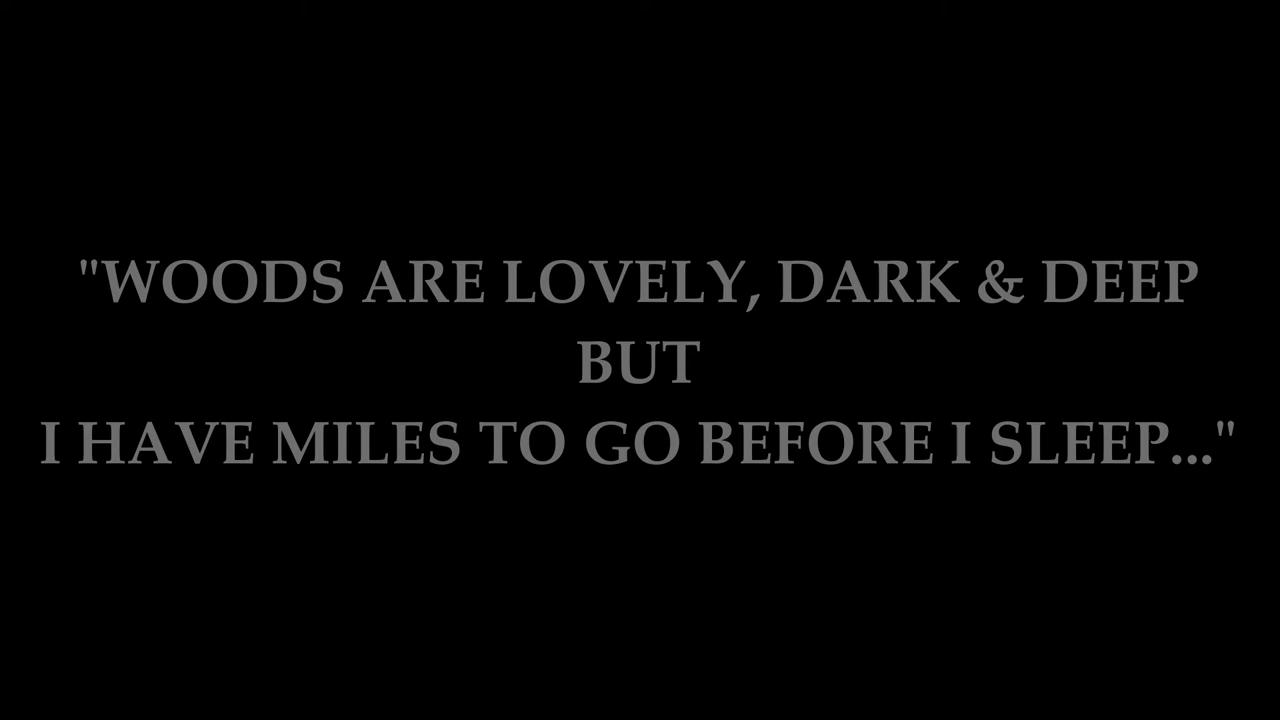 "WOODS ARE LOVELY, DARK & DEEP
BUT
I HAVE MILES TO GO BEFORE I SLEEP..."